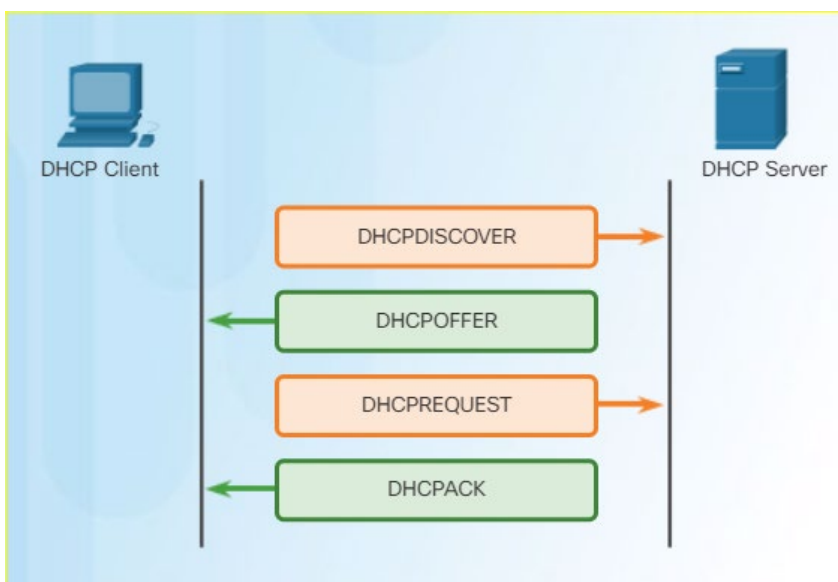 DHCP Client
DHCP Server
DHCPDISCOVER
DHCPOFFER
DHCPREQUEST
DHCPACK